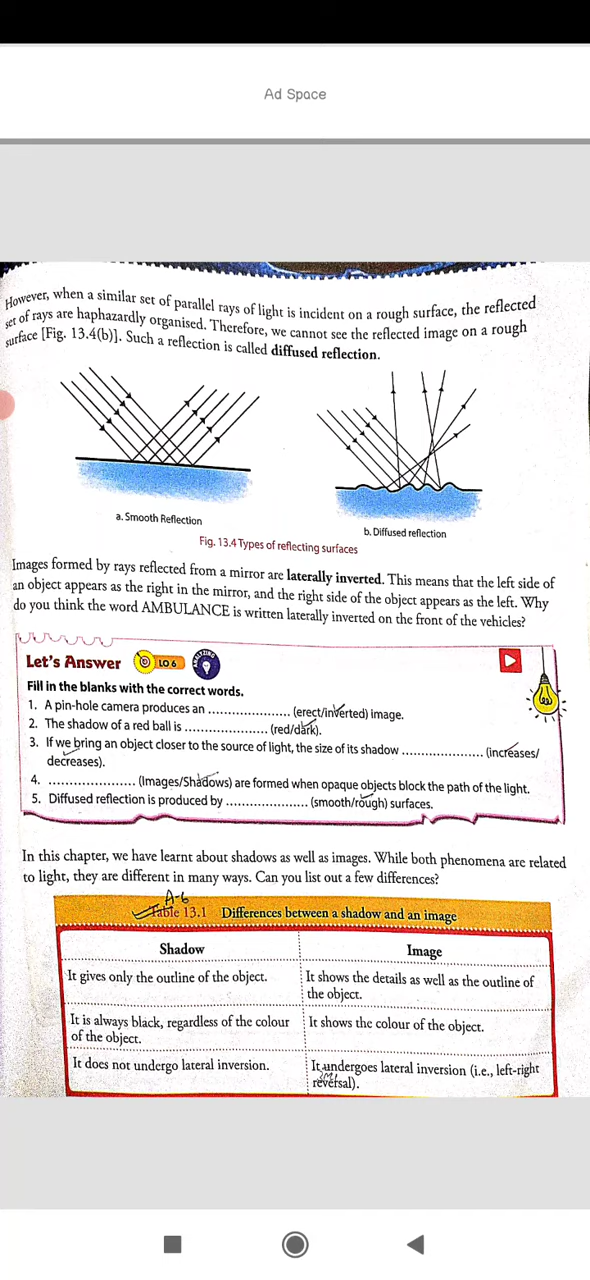 Ad Space
However, when a similar set of parallel rays of light is incident on a rough surface, the reflected
set of rays are haphazardly organised. Therefore, we cannot see the reflected image on a rough
surface [Fig. 13.4(b)]. Such a reflection is called diffused reflection.
a. Smooth Reflection
b. Diffused reflection
Fig. 13.4 Types of reflecting surfaces
Images formed by rays reflected from a mirror are laterally inverted. This means that the left side of
an object appears as the right in the mirror, and the right side of the object appears as the left. Why
do you think the word AMBULANCE is written laterally inverted on the front of the vehicles?
Let's Answer LO 6 ANALYZING
Fill in the blanks with the correct words.
1. A pin-hole camera produces an .................... (erect/inverted) image.
2. The shadow of a red ball is .................... (red/dark).
3. If we bring an object closer to the source of light, the size of its shadow .................... (increases/
decreases).
4. .................... (Images/Shadows) are formed when opaque objects block the path of the light.
5. Diffused reflection is produced by .................... (smooth/rough) surfaces.
In this chapter, we have learnt about shadows as well as images. While both phenomena are related
to light, they are different in many ways. Can you list out a few differences?
A-6
Table 13.1 Differences between a shadow and an image
Shadow
Image
It gives only the outline of the object.
It shows the details as well as the outline of
the object.
It is always black, regardless of the colour
of the object.
It shows the colour of the object.
It does not undergo lateral inversion.
It undergoes lateral inversion (i.e., left-right
reversal).